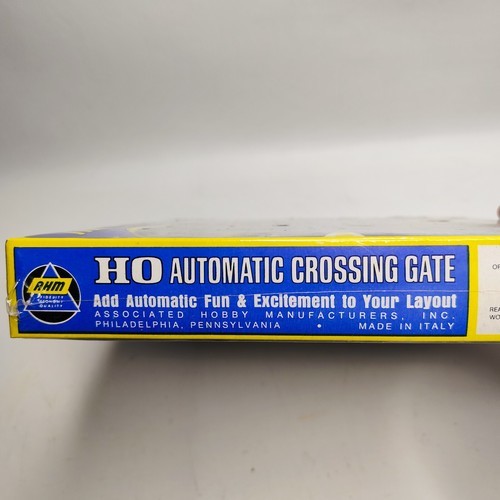 AHM
HO AUTOMATIC CROSSING GATE
Add Automatic Fun & Excitement to Your Layout
ASSOCIATED HOBBY MANUFACTURERS, INC.
PHILADELPHIA, PENNSYLVANIA • MADE IN ITALY
QUALITY